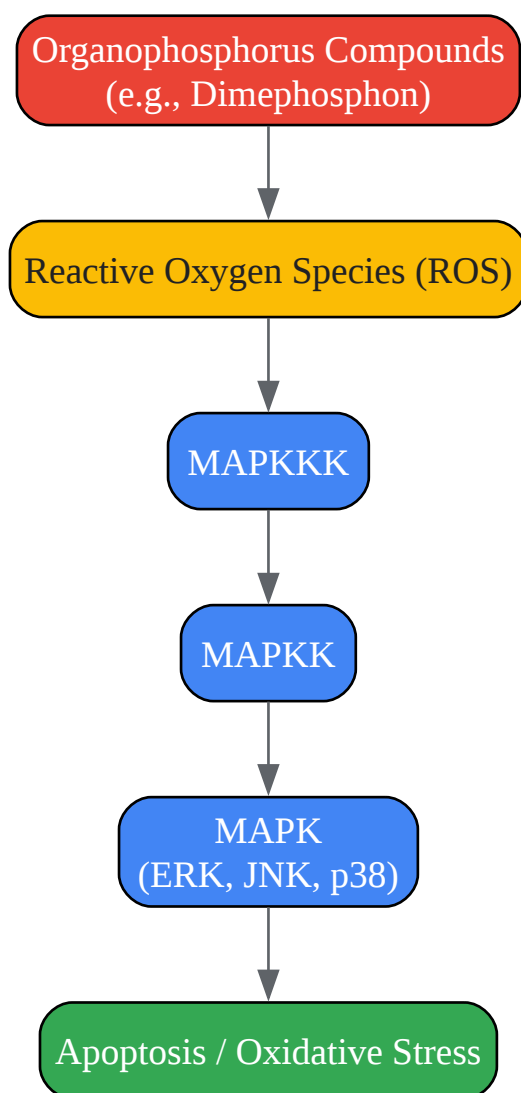 Organophosphorus Compounds
(e.g., Dimephosphon)
Reactive Oxygen Species (ROS)
MAPKKK
MAPKK
MAPK
(ERK, JNK, p38)
Apoptosis / Oxidative Stress